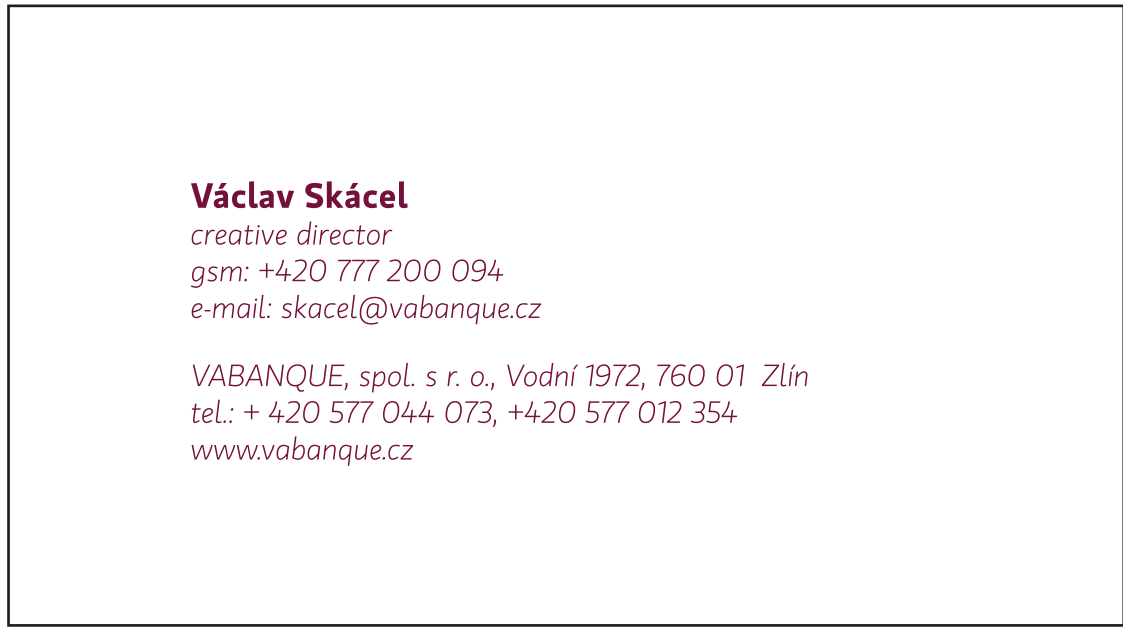 Václav Skácel
creative director
gsm: +420 777 200 094
e-mail: skacel@vabanque.cz
VABANQUE, spol. s r. o., Vodní 1972, 760 01  Zlín
tel.: + 420 577 044 073, +420 577 012 354
www.vabanque.cz